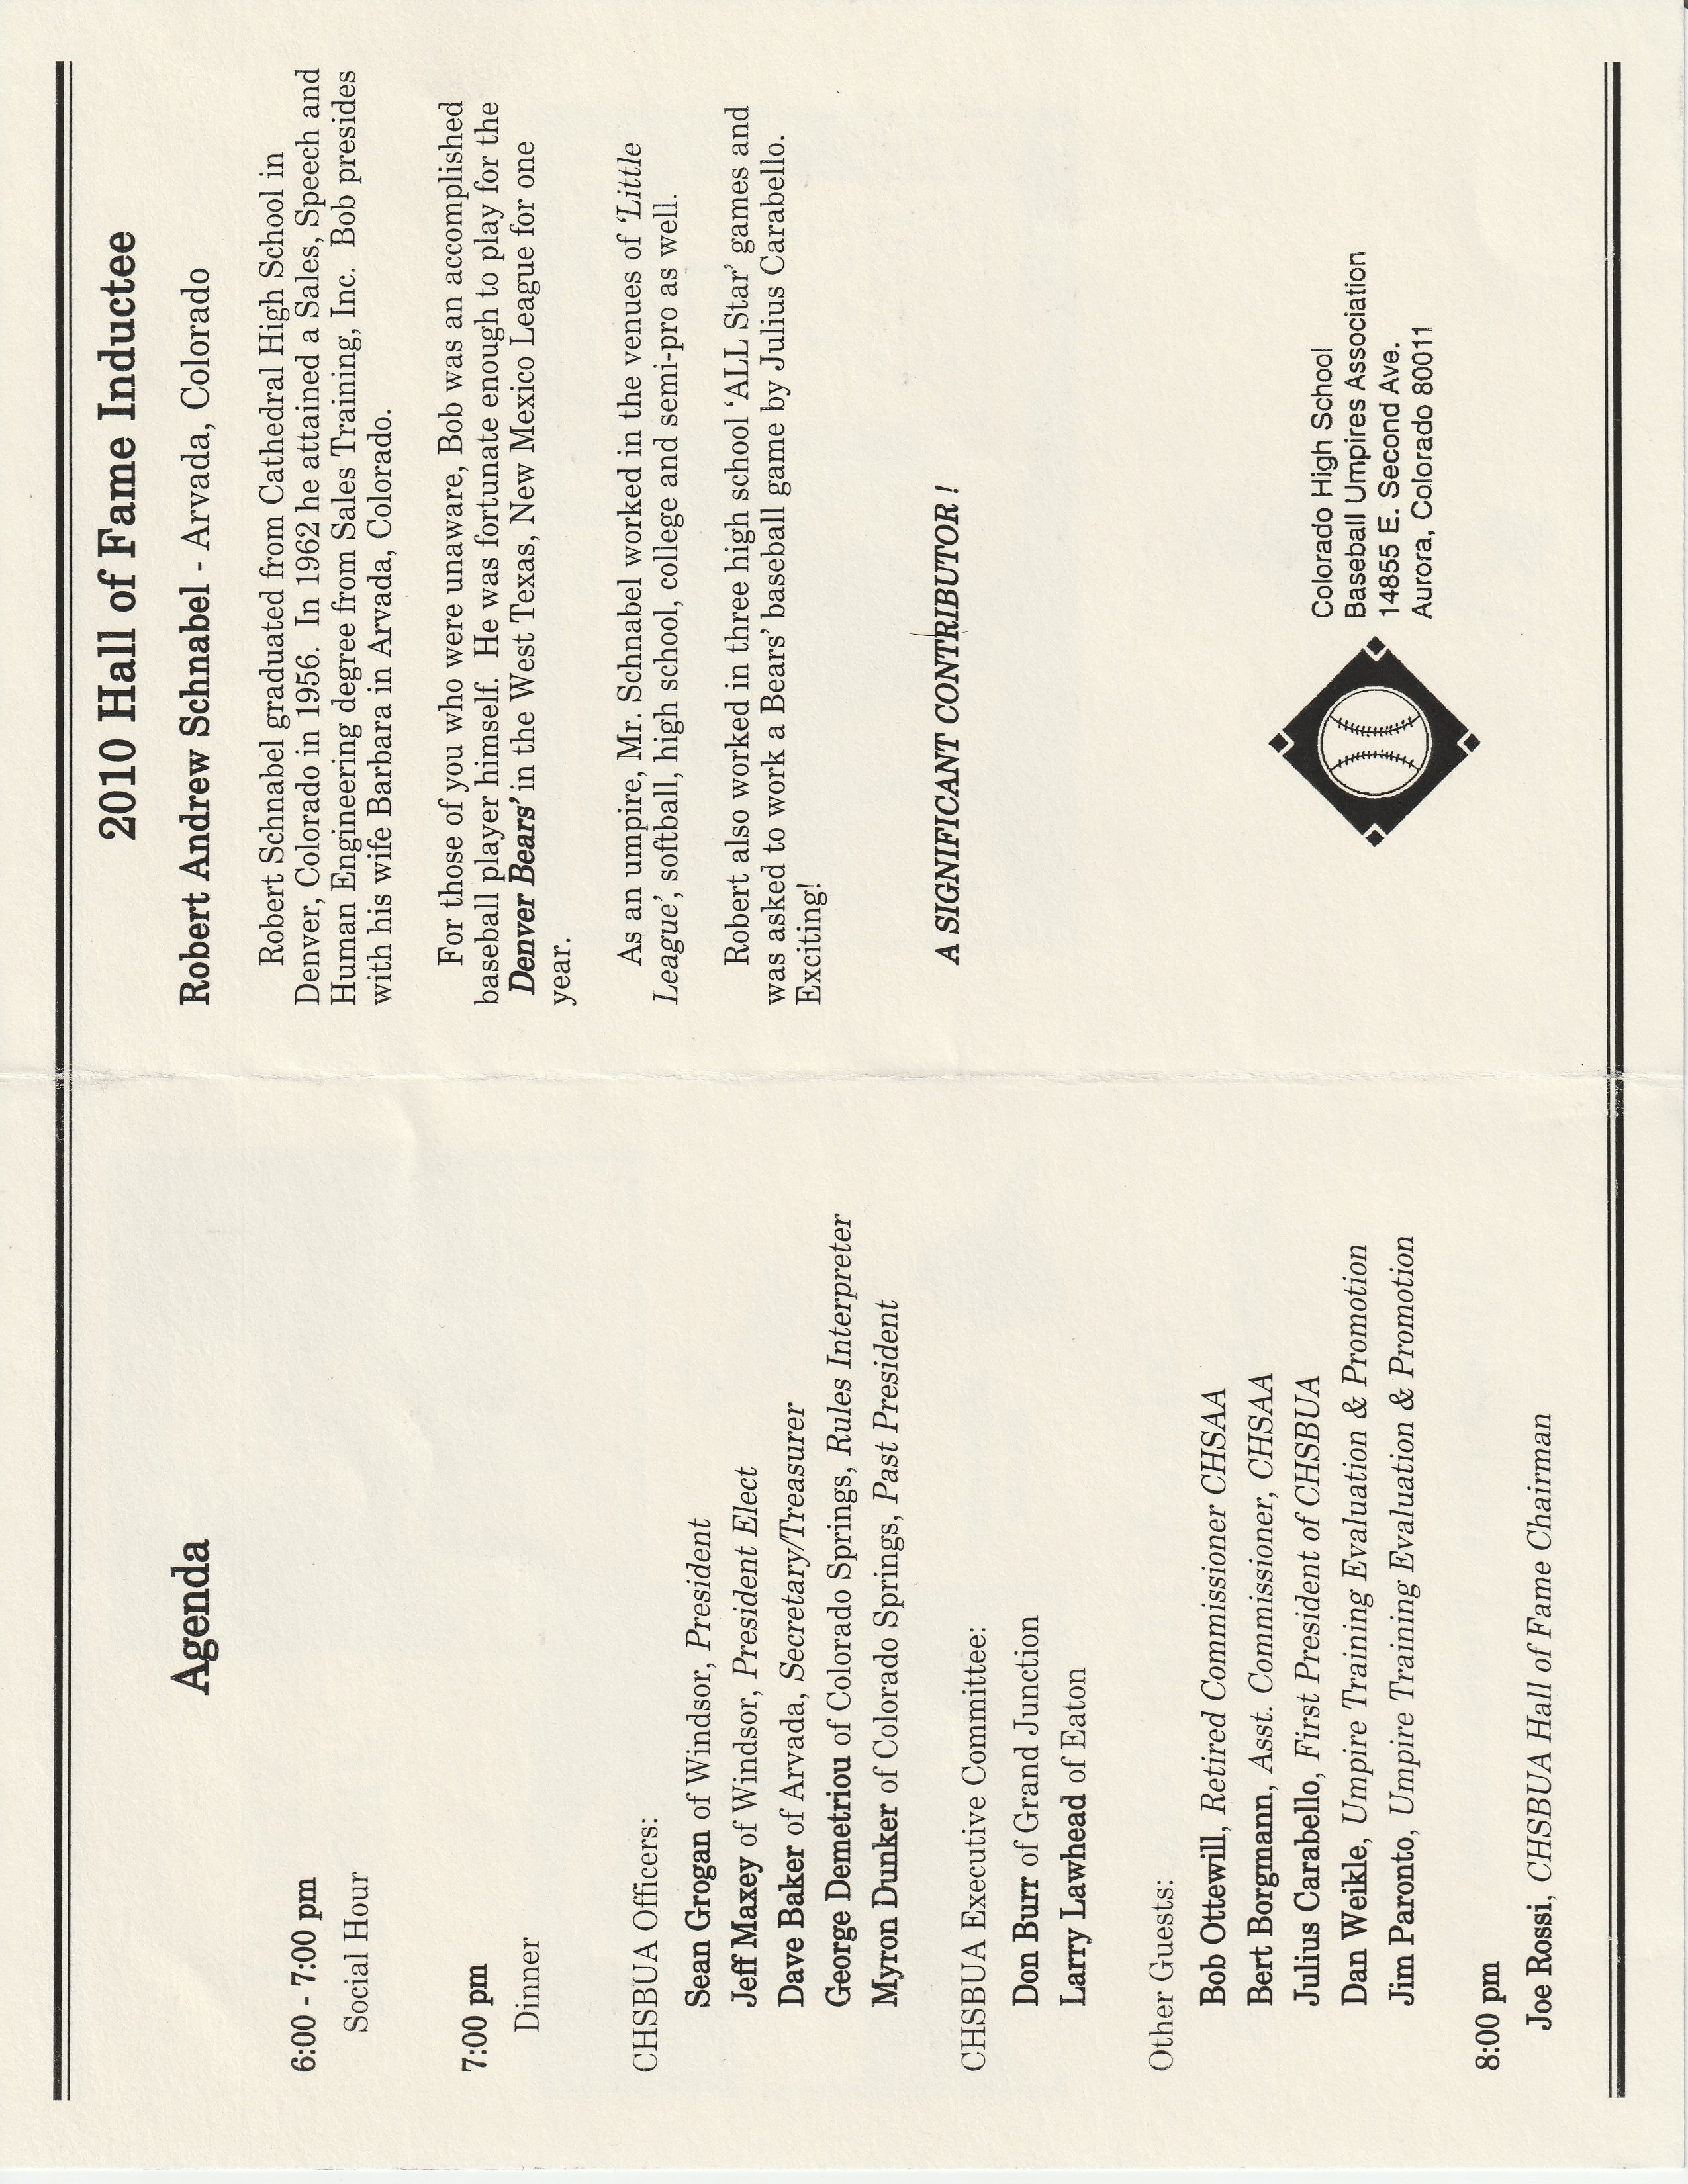 Agenda
6:00 - 7:00 pm
Social Hour
7:00 pm
Dinner
CHSBUA Officers:
Sean Grogan of Windsor, President
Jeff Maxey of Windsor, President Elect
Dave Baker of Arvada, Secretary/Treasurer
George Demetriou of Colorado Springs, Rules Interpreter
Myron Dunker of Colorado Springs, Past President
CHSBUA Executive Committee:
Don Burr of Grand Junction
Larry Lawhead of Eaton
Other Guests:
Bob Ottewill, Retired Commissioner CHSAA
Bert Borgmann, Asst. Commissioner, CHSAA
Julius Carabello, First President of CHSBUA
Dan Weikle, Umpire Training Evaluation & Promotion
Jim Paronto, Umpire Training Evaluation & Promotion
8:00 pm
Joe Rossi, CHSBUA Hall of Fame Chairman
2010 Hall of Fame Inductee
Robert Andrew Schnabel - Arvada, Colorado
Robert Schnabel graduated from Cathedral High School in
Denver, Colorado in 1956. In 1962 he attained a Sales, Speech and
Human Engineering degree from Sales Training, Inc. Bob presides
with his wife Barbara in Arvada, Colorado.
For those of you who were unaware, Bob was an accomplished
baseball player himself. He was fortunate enough to play for the
Denver Bears' in the West Texas, New Mexico League for one
year.
As an umpire, Mr. Schnabel worked in the venues of 'Little
League', softball, high school, college and semi-pro as well.
Robert also worked in three high school 'ALL Star' games and
was asked to work a Bears' baseball game by Julius Carabello.
Exciting!
A SIGNIFICANT CONTRIBUTOR !
Colorado High School
Baseball Umpires Association
14855 E. Second Ave.
Aurora, Colorado 80011